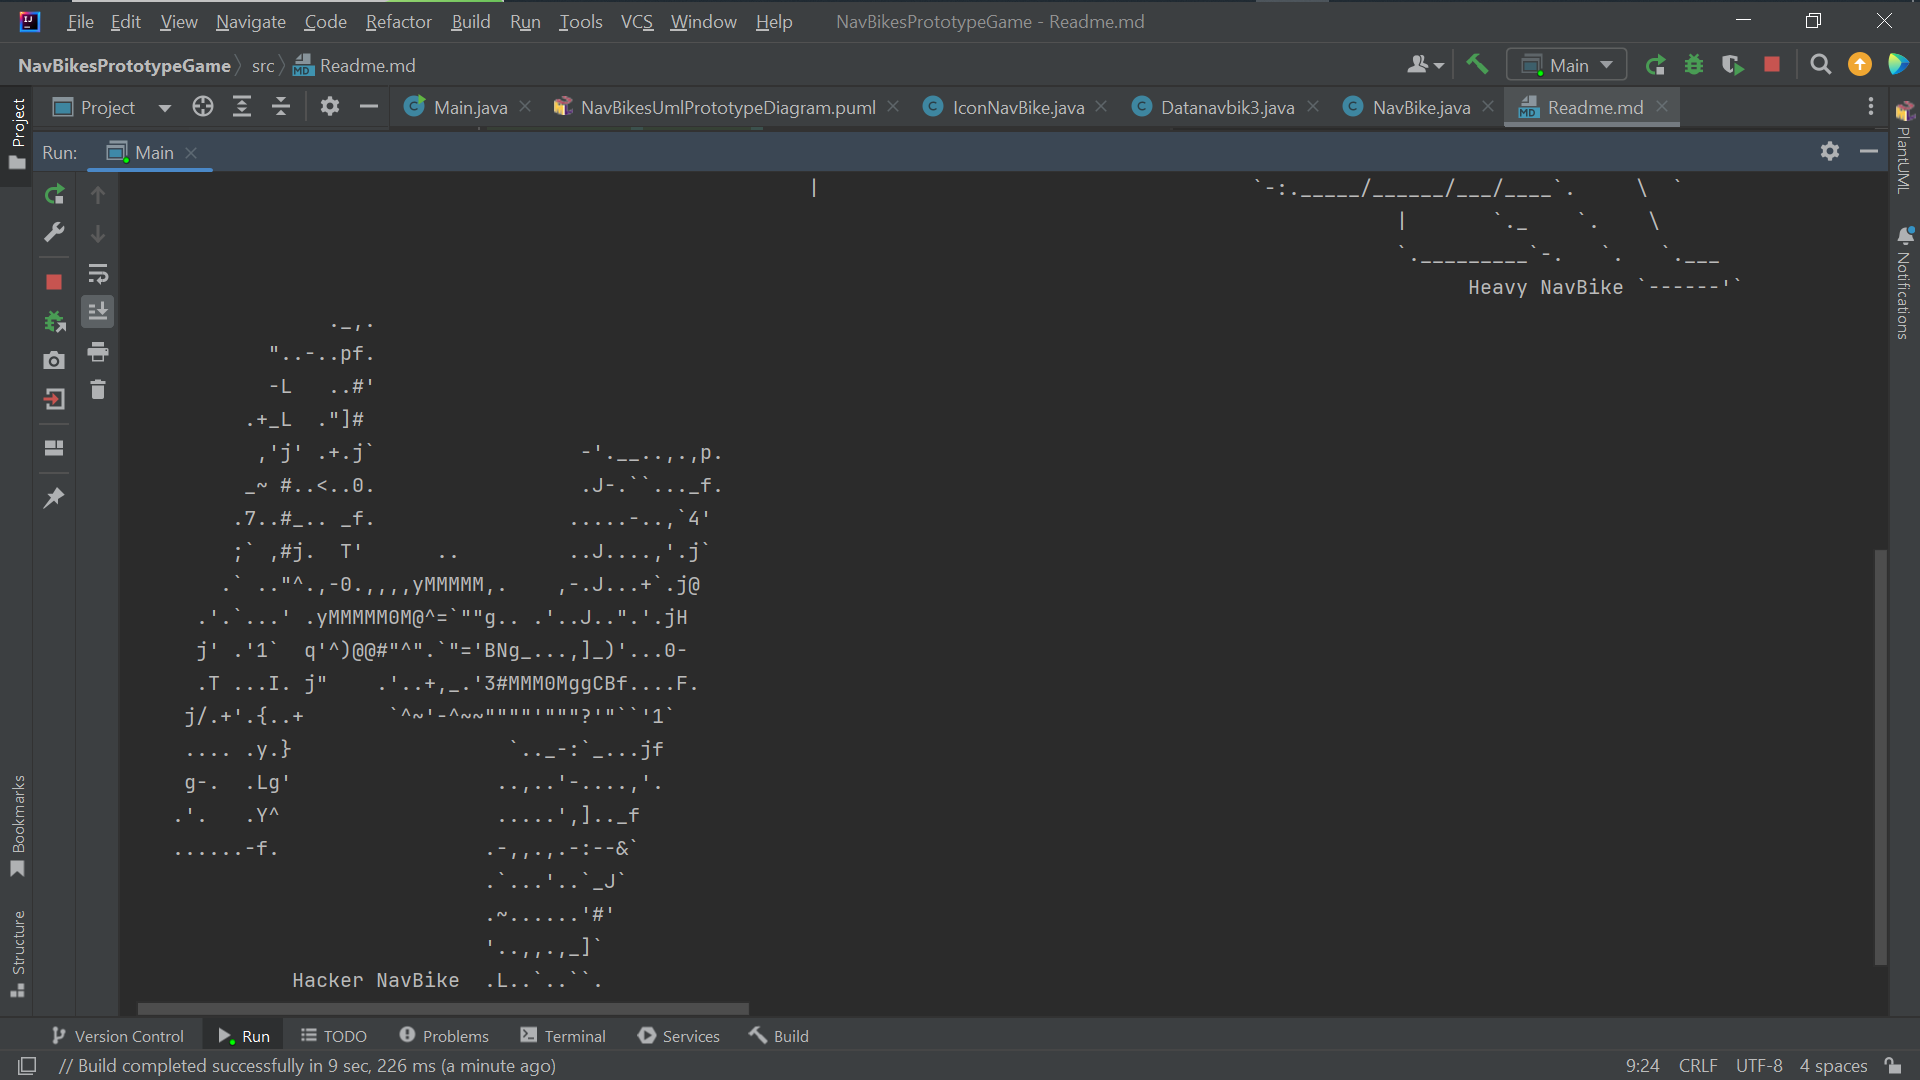 File Edit View Navigate Code Refactor Build Run Tools VCS Window Help NavBikesPrototypeGame - Readme.md
NavBikesPrototypeGame src Readme.md Main
Project Main.java NavBikesUmlPrototypeDiagram.puml IconNavBike.java Datanavbik3.java NavBike.java Readme.md
Run: Main
| `-:._____/______/___/____`. \ `
| `._ `. \
`._________`-. `. `.___
Heavy NavBike `------'`
._,.
"..-..pf.
-L ..#'
.+_L ."]#
,'j' .+.j` -'.__..,.,p.
_~ #..<..0. .J-.``..._f.
.7..#_.. _f. .....-..,`4'
;` ,#j. T' .. ..J....,'.j`
.` .."^.,-0.,,,,yMMMMM,. ,-.J...+`.j@
.'.`...' .yMMMMM0M@^=`""g.. .'..J..".'.jH
j' .'1` q'^)@@#"^".`"='BNg_...,]_)'...0-
.T ...I. j" .'..+,_.'3#MMM0MggCBf....F.
j/.+'.{..+ `^~'-^~~""""'"""?'"``'1`
.... .y.} `.._-:`_...jf
g-. .Lg' ..,..'-....,'.
.'. .Y^ .....',].._f
......-f. .-,,.,.-:--&`
.`...'..`_J`
.~......'#'
'..,,.,_]`
Hacker NavBike .L..`..``.
Project
Bookmarks
Structure
PlantUML
Notifications
Version Control Run TODO Problems Terminal Services Build
// Build completed successfully in 9 sec, 226 ms (a minute ago) 9:24 CRLF UTF-8 4 spaces